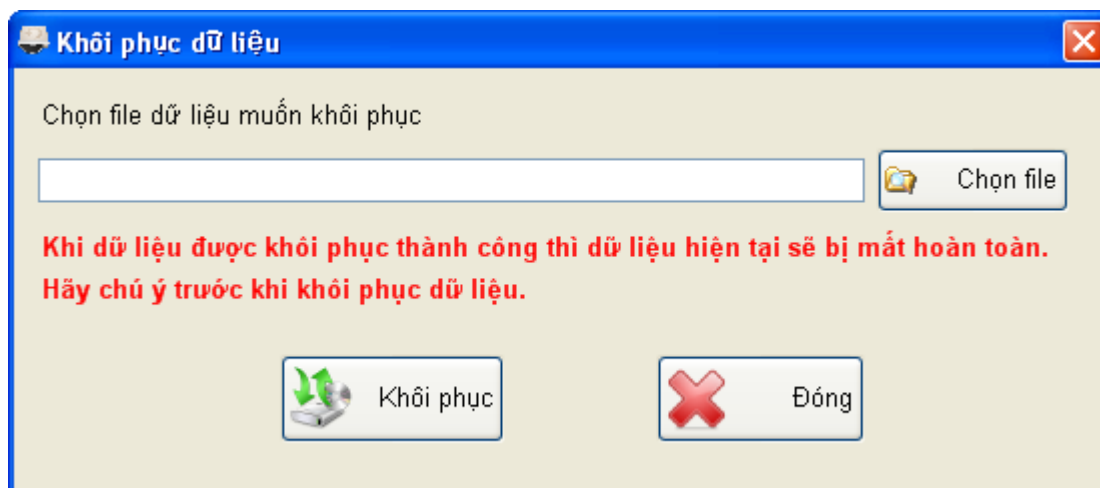 Khôi phục dữ liệu
Chọn file dữ liệu muốn khôi phục
Chọn file
Khi dữ liệu được khôi phục thành công thì dữ liệu hiện tại sẽ bị mất hoàn toàn.
Hãy chú ý trước khi khôi phục dữ liệu.
Khôi phục
Đóng